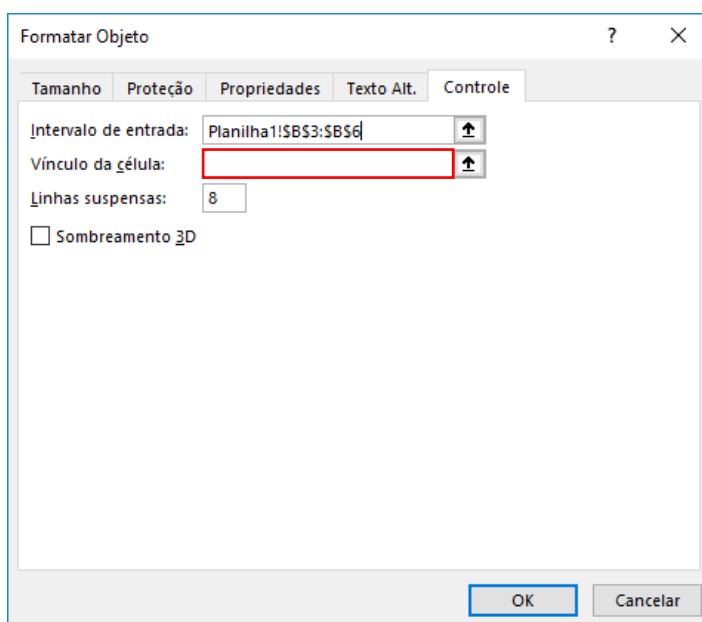 Formatar Objeto ? ×
Tamanho Proteção Propriedades Texto Alt. Controle
Intervalo de entrada: Planilha1!$B$3:$B$6
Vínculo da célula:
Linhas suspensas: 8
Sombreamento 3D
OK Cancelar